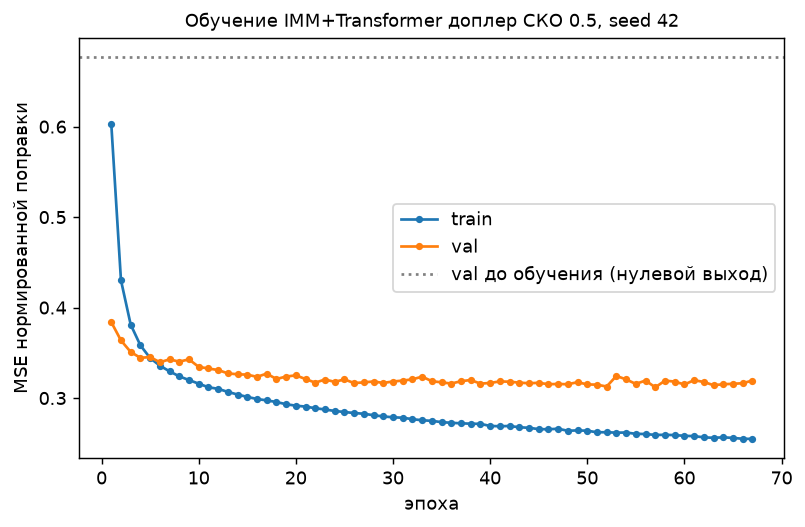 Обучение IMM+Transformer доплер СКО 0.5, seed 42
MSE нормированной поправки
0.6
0.5
0.4
0.3
train
val
val до обучения (нулевой выход)
0 10 20 30 40 50 60 70
эпоха